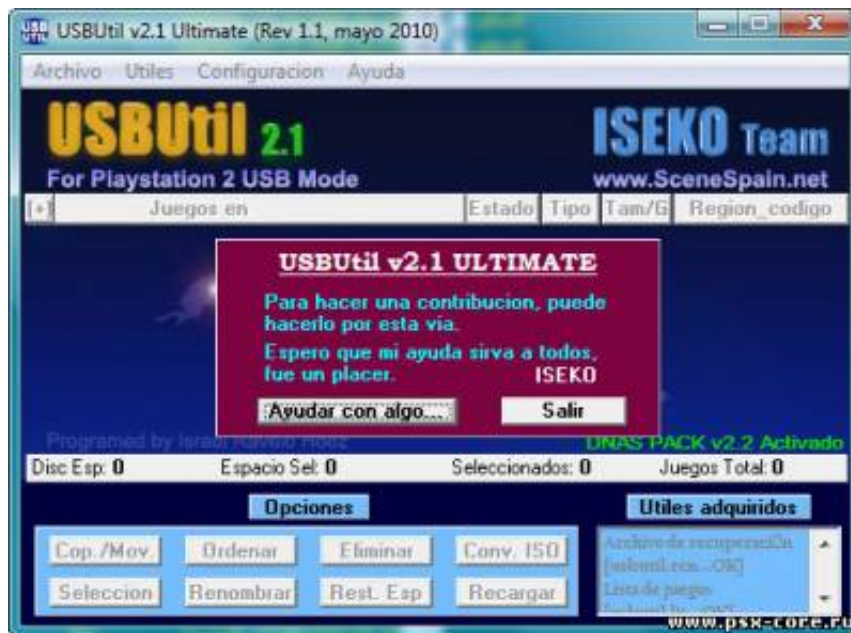 USBUtil v2.1 Ultimate (Rev 1.1, mayo 2010)
Archivo Utiles Configuracion Ayuda
USBUtil 2.1 ISEKO Team
For Playstation 2 USB Mode www.SceneSpain.net
[+] Juegos en Estado Tipo Tam/G Region_codigo
USBUtil v2.1 ULTIMATE
Para hacer una contribucion, puede
hacerlo por esta via.
Espero que mi ayuda sirva a todos,
fue un placer. ISEKO
Ayudar con algo... Salir
Programed by Israel DNAS PACK v2.2 Activado
Disc Esp: 0 Espacio Sel: 0 Seleccionados: 0 Juegos Total: 0
Opciones Utiles adquiridos
Cop./Mov. Ordenar Eliminar Conv. ISO
Archivo de recuperación
[usbutil.rcn...OK]
Seleccion Renombrar Rest. Esp Recargar
Lista de juegos
www.psx-core.ru